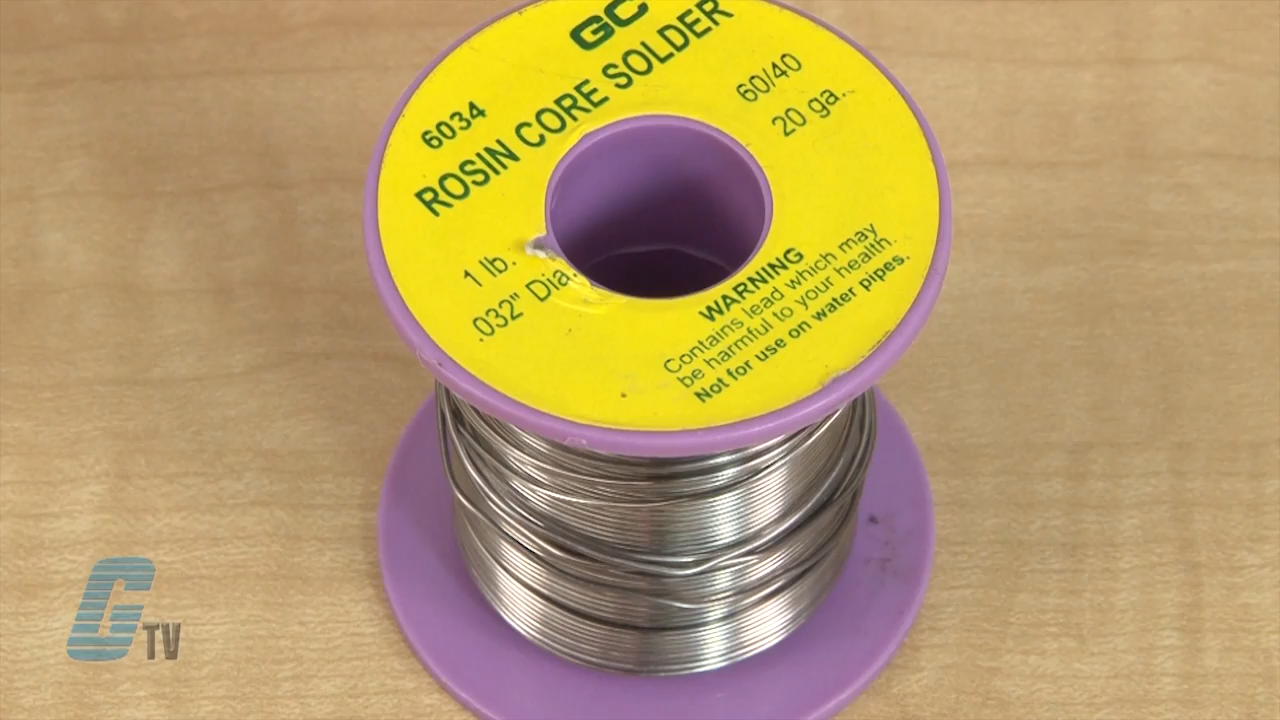 GC
6034
ROSIN CORE SOLDER
60/40
20 ga.
1 lb.
.032" Dia.
WARNING
Contains lead which may
be harmful to your health.
Not for use on water pipes.
G TV